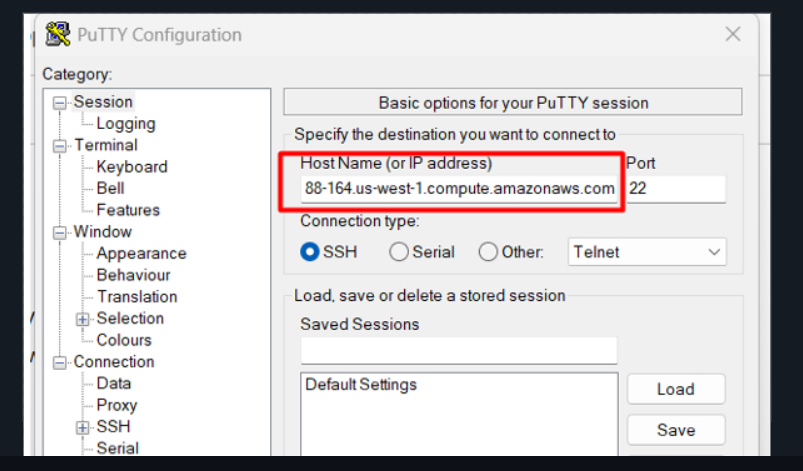 PuTTY Configuration
Category:
Session
Logging
Terminal
Keyboard
Bell
Features
Window
Appearance
Behaviour
Translation
Selection
Colours
Connection
Data
Proxy
SSH
Serial
Basic options for your PuTTY session
Specify the destination you want to connect to
Host Name (or IP address) Port
88-164.us-west-1.compute.amazonaws.com 22
Connection type:
SSH Serial Other: Telnet
Load, save or delete a stored session
Saved Sessions
Default Settings
Load
Save